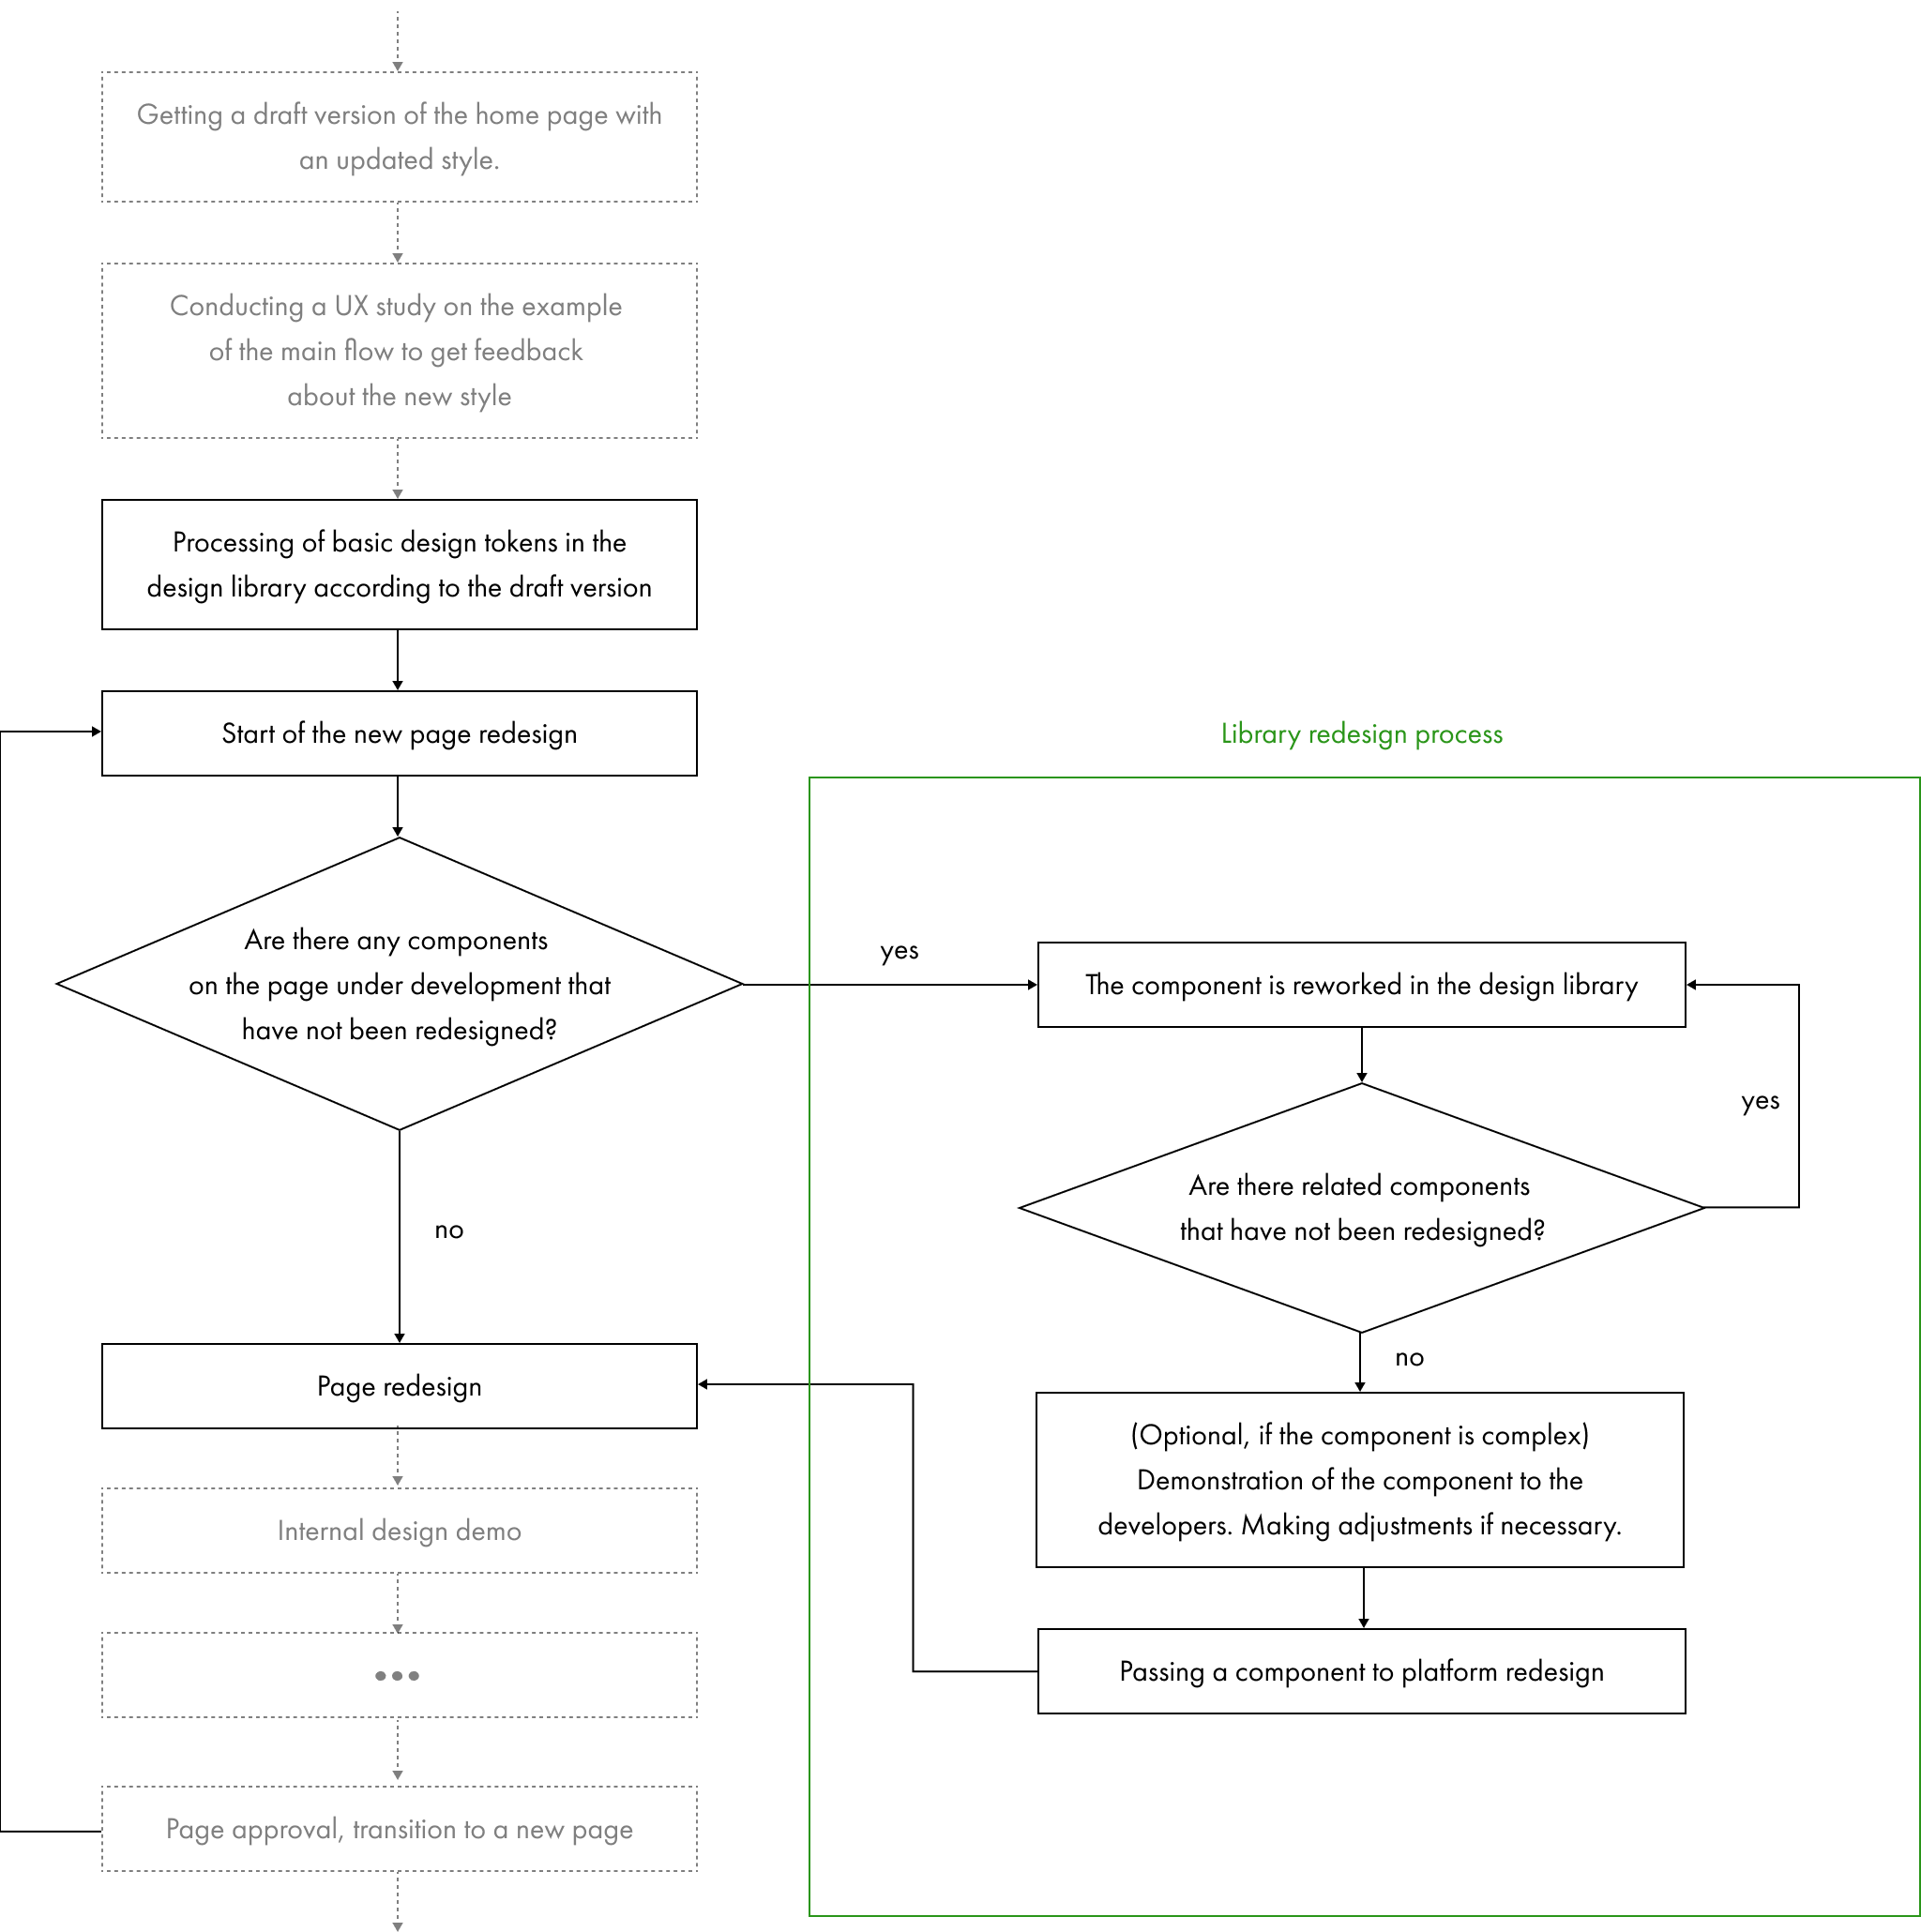 Getting a draft version of the home page with
an updated style.
Conducting a UX study on the example
of the main flow to get feedback
about the new style
Processing of basic design tokens in the
design library according to the draft version
Start of the new page redesign
Library redesign process
Are there any components
on the page under development that
have not been redesigned?
yes
The component is reworked in the design library
yes
Are there related components
that have not been redesigned?
no
no
Page redesign
(Optional, if the component is complex)
Demonstration of the component to the
developers. Making adjustments if necessary.
Internal design demo
•••
Passing a component to platform redesign
Page approval, transition to a new page